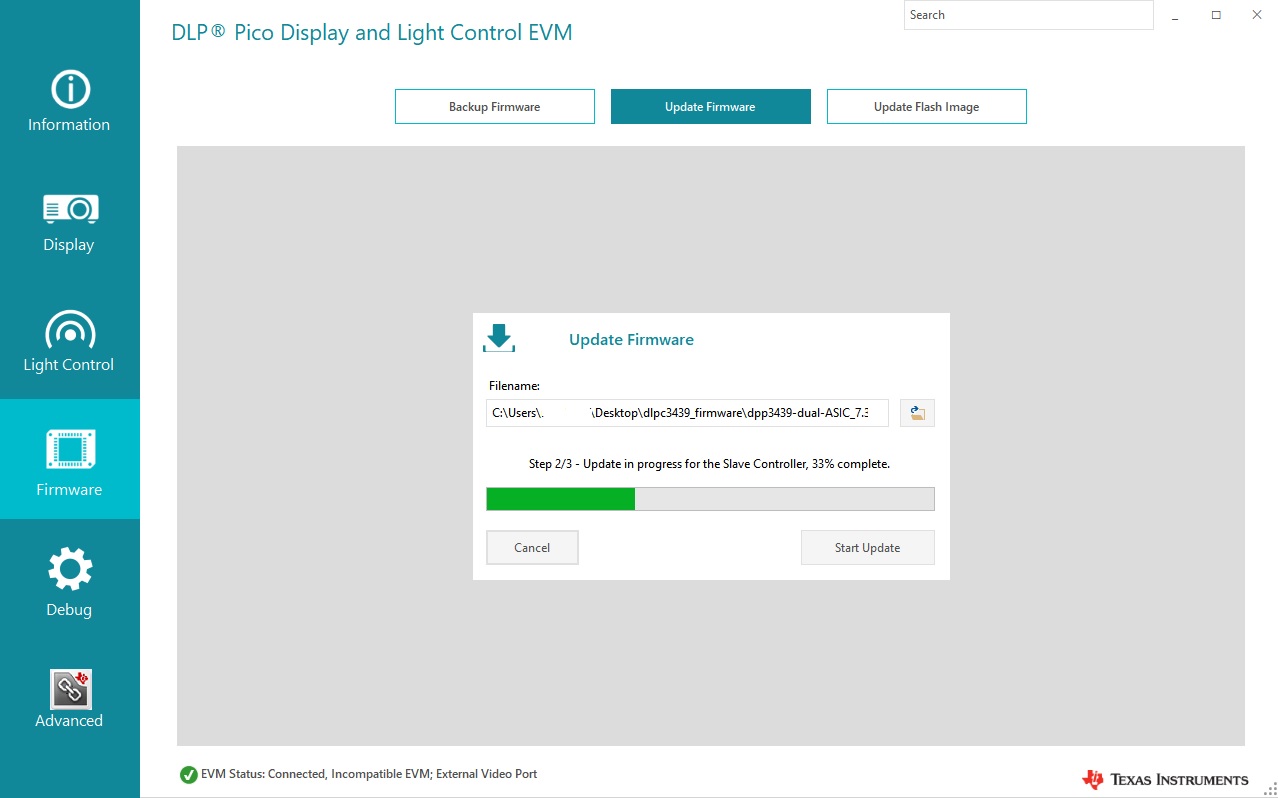 DLP® Pico Display and Light Control EVM
Search
Information
Display
Light Control
Firmware
Debug
Advanced
Backup Firmware
Update Firmware
Update Flash Image
Update Firmware
Filename:
C:\Users\. \Desktop\dlpc3439_firmware\dpp3439-dual-ASIC_7.3
Step 2/3 - Update in progress for the Slave Controller, 33% complete.
Cancel
Start Update
EVM Status: Connected, Incompatible EVM; External Video Port
TEXAS INSTRUMENTS